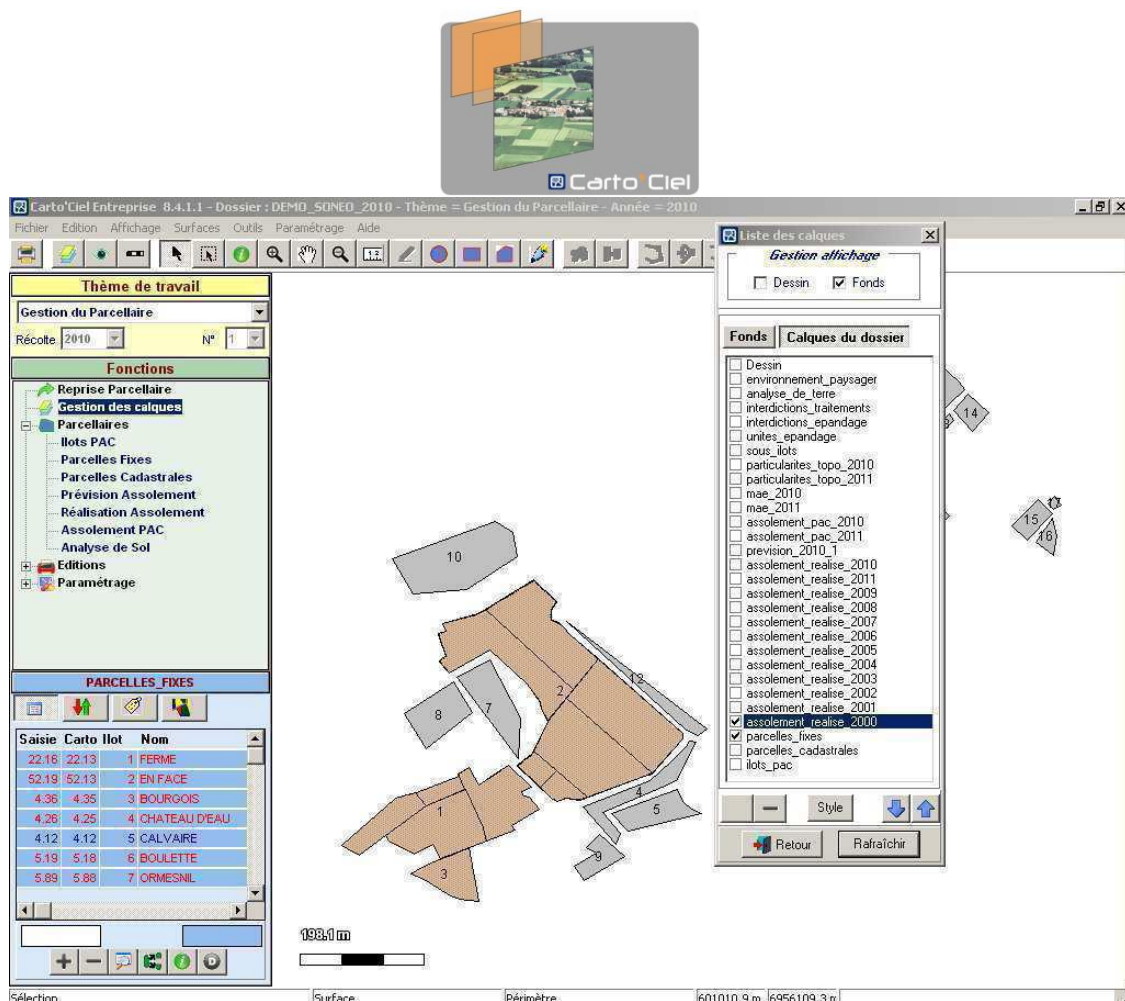 Carto'Ciel
Carto'Ciel Entreprise 8.4.1.1 - Dossier : DEMO_SONEO_2010 - Thème = Gestion du Parcellaire - Année = 2010
Fichier Edition Affichage Surfaces Outils Paramétrage Aide
Thème de travail
Gestion du Parcellaire
Récolte 2010 N° 1
Fonctions
Reprise Parcellaire
Gestion des calques
Parcellaires
Ilots PAC
Parcelles Fixes
Parcelles Cadastrales
Prévision Assolement
Réalisation Assolement
Assolement PAC
Analyse de Sol
Editions
Paramétrage
PARCELLES_FIXES
Saisie Carto Ilot Nom
22.16 22.13 1 FERME
52.19 52.13 2 EN FACE
4.36 4.35 3 BOURGOIS
4.26 4.25 4 CHATEAU D'EAU
4.12 4.12 5 CALVAIRE
5.19 5.18 6 BOULETTE
5.89 5.88 7 ORMESNIL
10
12
2
8
7
1
4
5
9
3
14
15
16
198.1 m
Liste des calques
Gestion affichage
Dessin Fonds
Fonds Calques du dossier
Dessin
environnement_paysager
analyse_de_terre
interdictions_traitements
interdictions_epandage
unites_epandage
sous_ilots
particularites_topo_2010
particularites_topo_2011
mae_2010
mae_2011
assolement_pac_2010
assolement_pac_2011
prevision_2010_1
assolement_realise_2010
assolement_realise_2011
assolement_realise_2009
assolement_realise_2008
assolement_realise_2007
assolement_realise_2006
assolement_realise_2005
assolement_realise_2004
assolement_realise_2003
assolement_realise_2002
assolement_realise_2001
assolement_realise_2000
parcelles_fixes
parcelles_cadastrales
ilots_pac
Style
Retour Rafraîchir
Sélection Surface Périmètre 601010.9 m 6956109.3 m